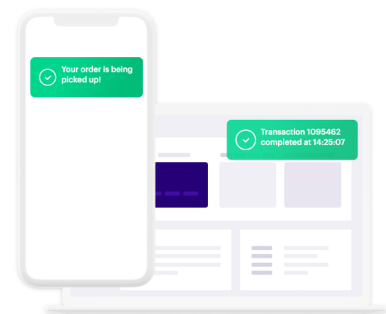 Your order is being
picked up!
Transaction 1095462
completed at 14:25:07